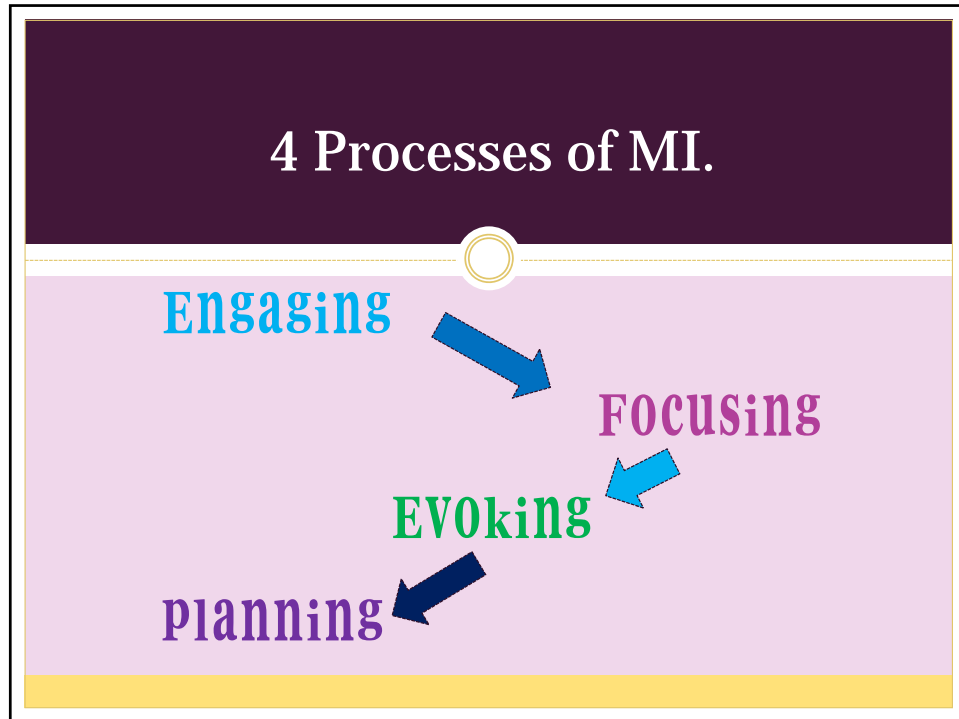 4 Processes of MI.
Engaging
Focusing
Evoking
Planning